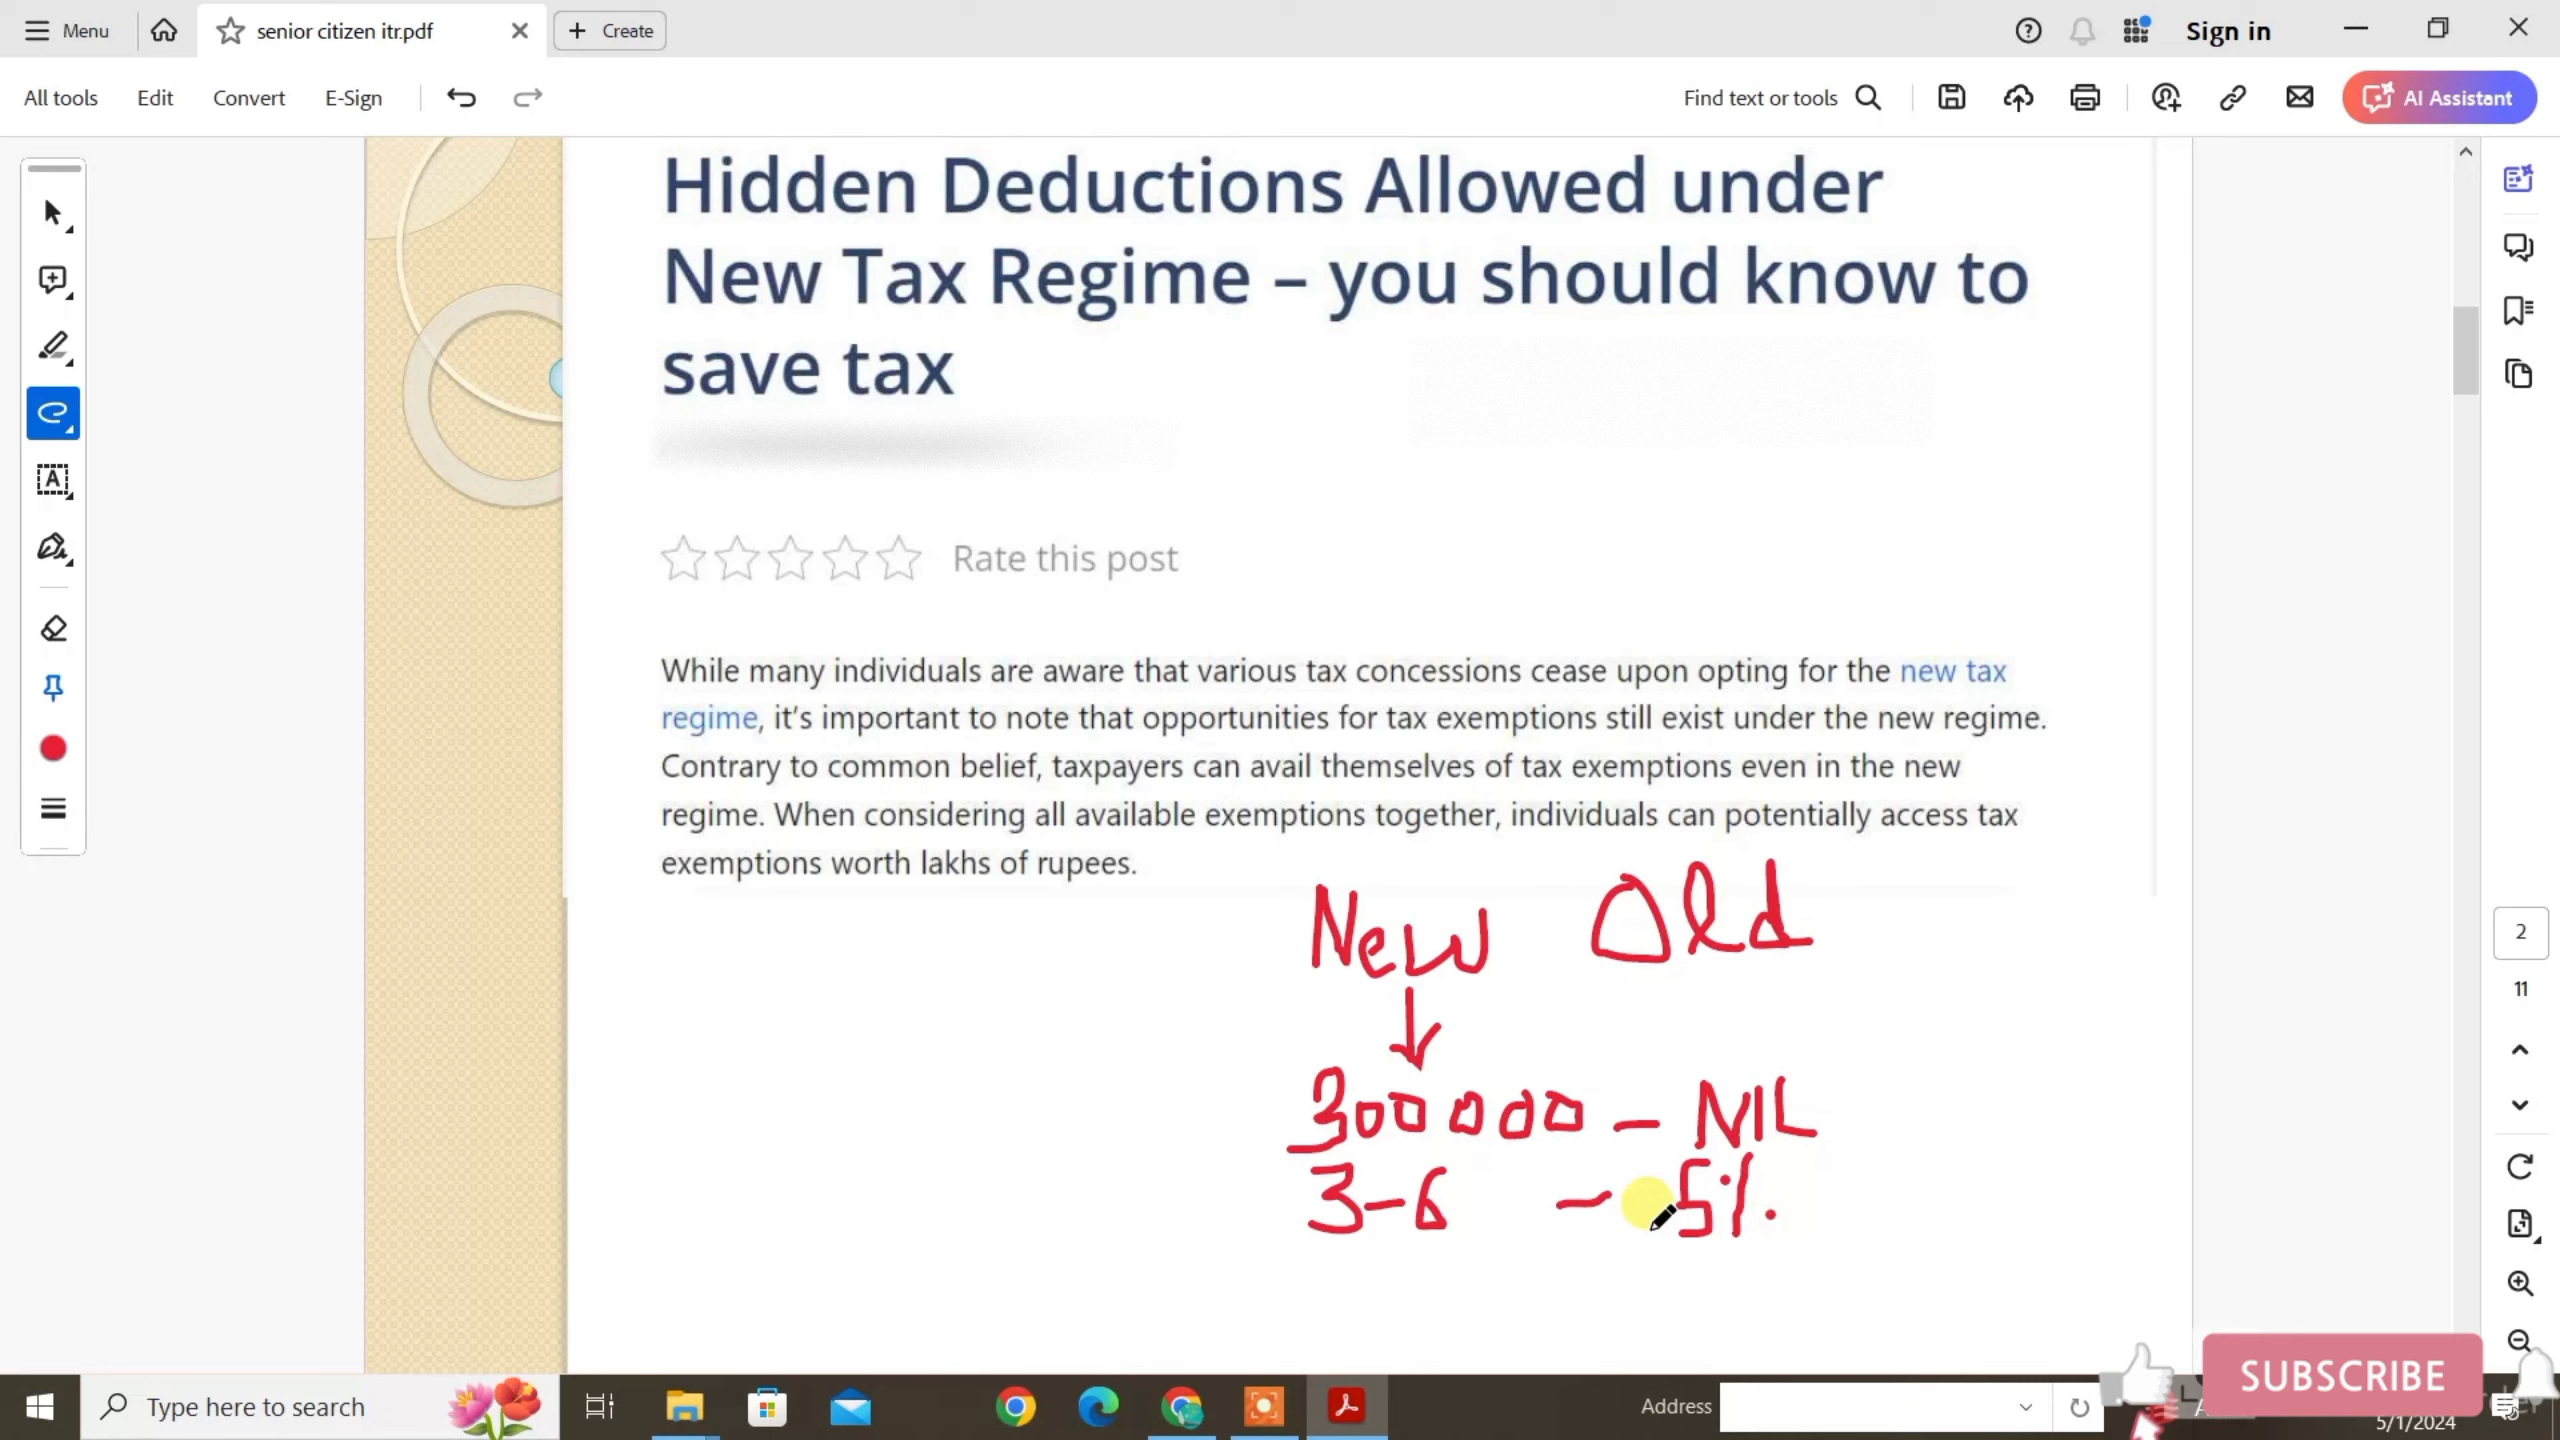 Menu
senior citizen itr.pdf
Create
Sign in
All tools
Edit
Convert
E-Sign
Find text or tools
AI Assistant
Hidden Deductions Allowed under
New Tax Regime – you should know to
save tax
Rate this post
While many individuals are aware that various tax concessions cease upon opting for the new tax
regime, it's important to note that opportunities for tax exemptions still exist under the new regime.
Contrary to common belief, taxpayers can avail themselves of tax exemptions even in the new
regime. When considering all available exemptions together, individuals can potentially access tax
exemptions worth lakhs of rupees.
New Old
300000 – NIL
3-6 – 5%.
2
11
SUBSCRIBE
Type here to search
Address
5/1/2024